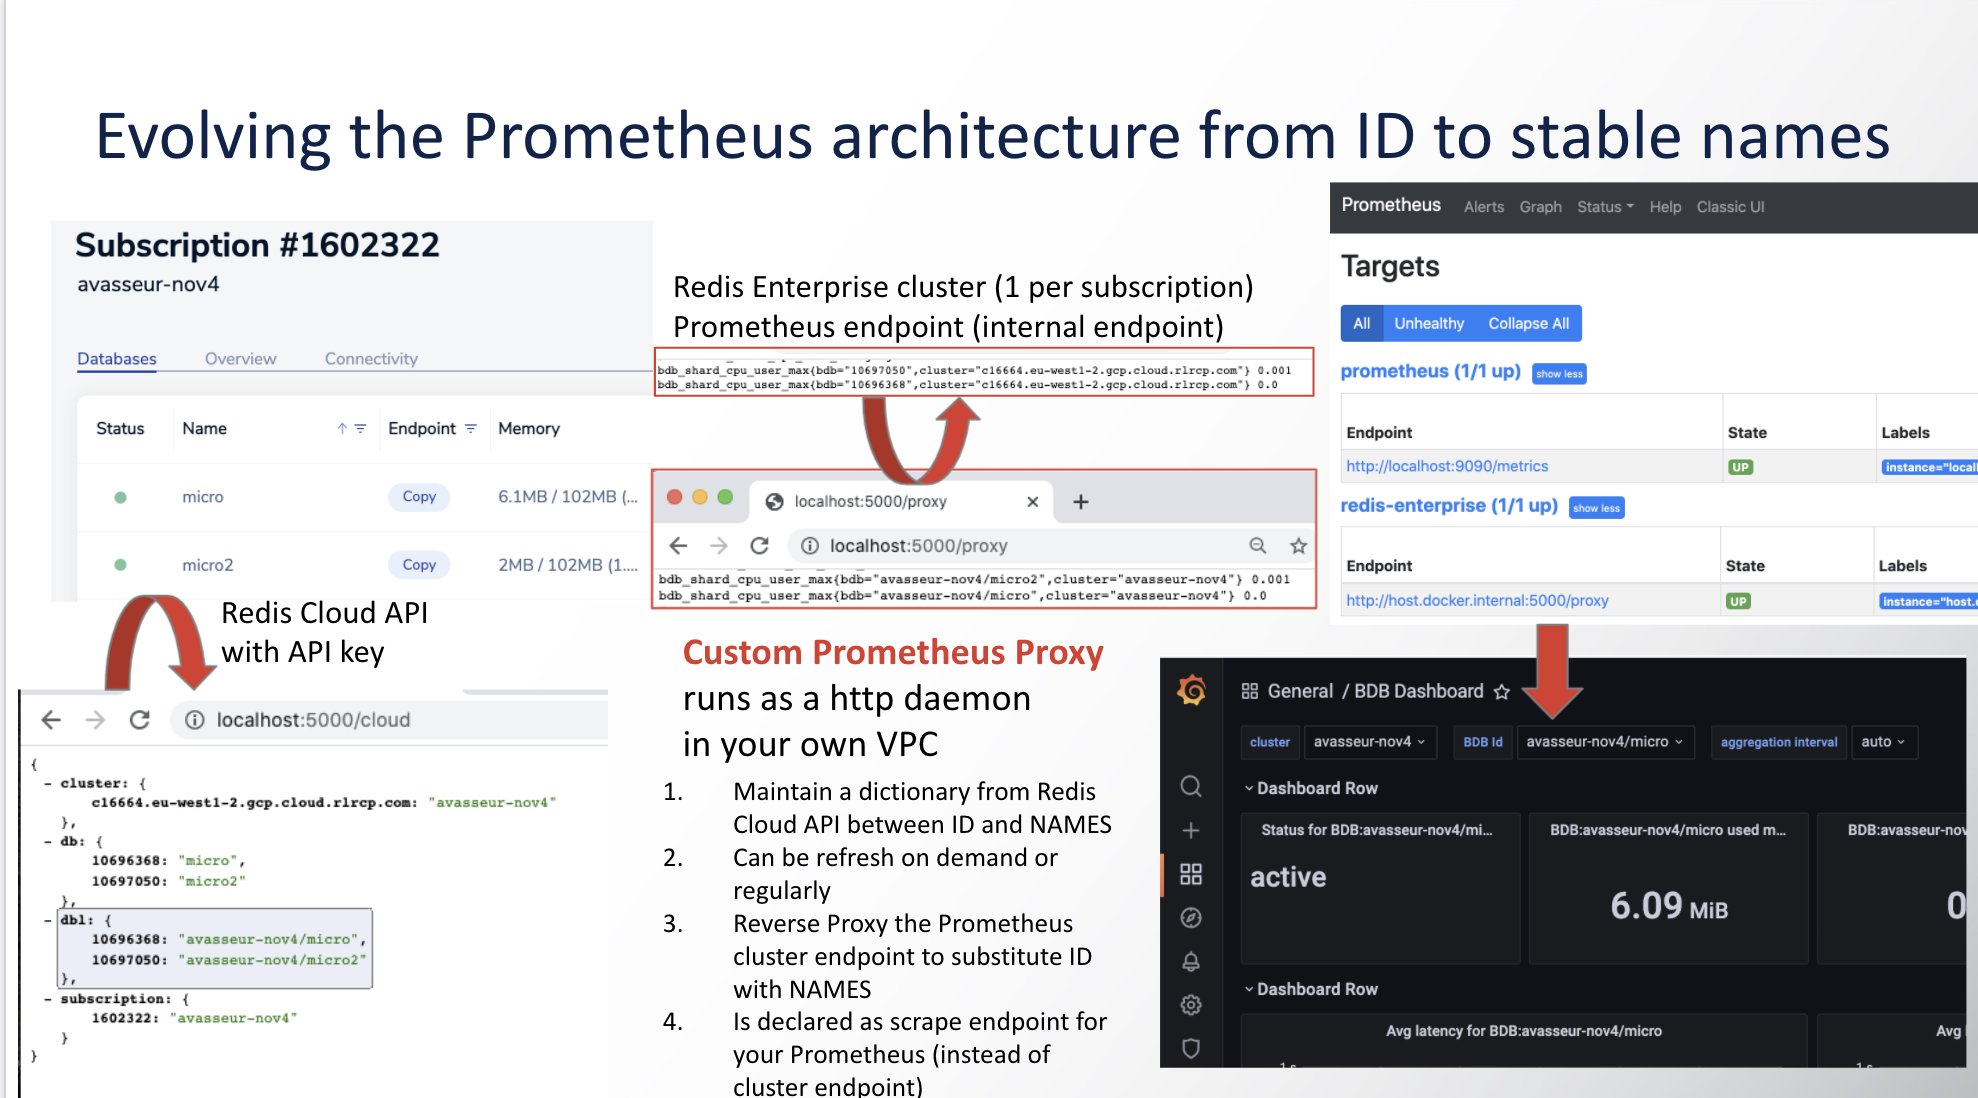 Evolving the Prometheus architecture from ID to stable names
Subscription #1602322
avasseur-nov4
Databases Overview Connectivity
Status Name Endpoint Memory
micro Copy 6.1MB / 102MB (...
micro2 Copy 2MB / 102MB (1....
Redis Cloud API
with API key
localhost:5000/cloud
{
- cluster: {
c16664.eu-west1-2.gcp.cloud.rlrcp.com: "avasseur-nov4"
},
- db: {
10696368: "micro",
10697050: "micro2"
},
- dbl: {
10696368: "avasseur-nov4/micro",
10697050: "avasseur-nov4/micro2"
},
- subscription: {
1602322: "avasseur-nov4"
}
}
Redis Enterprise cluster (1 per subscription)
Prometheus endpoint (internal endpoint)
bdb_shard_cpu_user_max{bdb="10697050",cluster="c16664.eu-west1-2.gcp.cloud.rlrcp.com"} 0.001
bdb_shard_cpu_user_max{bdb="10696368",cluster="c16664.eu-west1-2.gcp.cloud.rlrcp.com"} 0.0
localhost:5000/proxy
localhost:5000/proxy
bdb_shard_cpu_user_max{bdb="avasseur-nov4/micro2",cluster="avasseur-nov4"} 0.001
bdb_shard_cpu_user_max{bdb="avasseur-nov4/micro",cluster="avasseur-nov4"} 0.0
Custom Prometheus Proxy
runs as a http daemon
in your own VPC
1. Maintain a dictionary from Redis
Cloud API between ID and NAMES
2. Can be refresh on demand or
regularly
3. Reverse Proxy the Prometheus
cluster endpoint to substitute ID
with NAMES
4. Is declared as scrape endpoint for
your Prometheus (instead of
cluster endpoint)
Prometheus Alerts Graph Status Help Classic UI
Targets
All Unhealthy Collapse All
prometheus (1/1 up) show less
Endpoint State Labels
http://localhost:9090/metrics UP instance="locall
redis-enterprise (1/1 up) show less
Endpoint State Labels
http://host.docker.internal:5000/proxy UP instance="host.
General / BDB Dashboard
cluster avasseur-nov4 BDB Id avasseur-nov4/micro aggregation interval auto
Dashboard Row
Status for BDB:avasseur-nov4/mi... BDB:avasseur-nov4/micro used m... BDB:avasseur-nov
active 6.09 MiB 0
Dashboard Row
Avg latency for BDB:avasseur-nov4/micro Avg